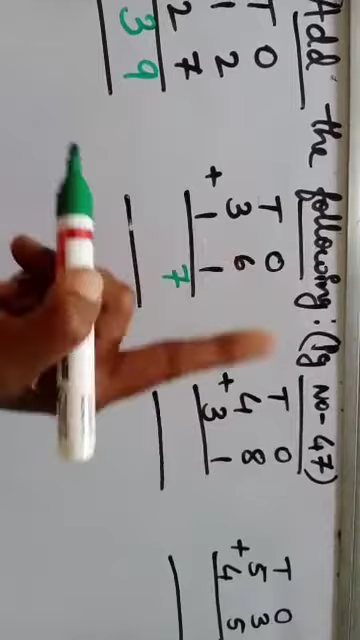 Add the following: (Pg No-47)
T O
1 2
2 7
3 9
T O
3 6
+ 1 1
7
T O
4 8
+ 3 1
T O
5 3
+ 4 5